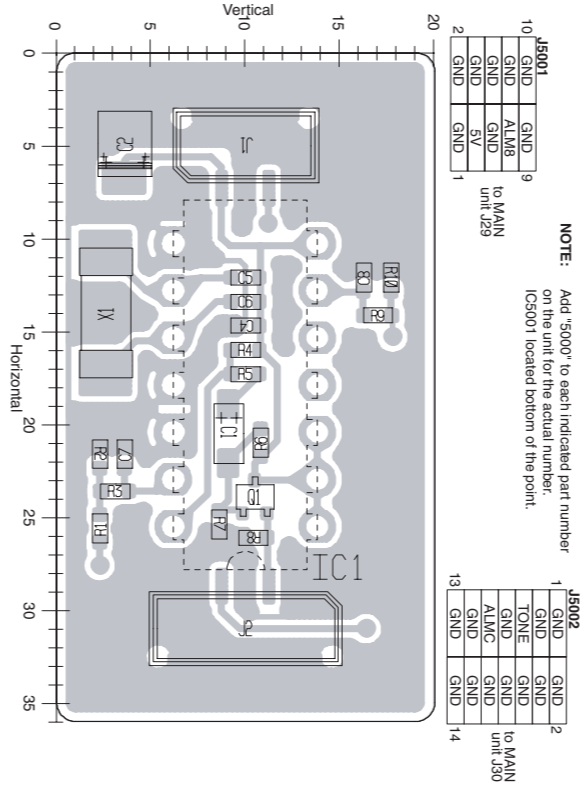 Vertical
0
5
10
15
20
0
5
10
15
20
25
30
35
Horizontal
J1
C3
X1
C5
C6
C4
R4
R5
C1
R6
Q1
R7
R8
IC1
J2
C8
R10
R9
R2
C7
R3
R1
J5001
10 9
GND GND
GND ALM8
GND GND
GND 5V
GND GND
2 1
to MAIN
unit J29
NOTE:
Add "5000" to each indicated part number
on the unit for the actual number.
IC5001 located bottom of the point.
J5002
1 2
GND GND
GND GND
TONE GND
GND GND
ALMC GND
GND GND
GND GND
13 14
to MAIN
unit J30